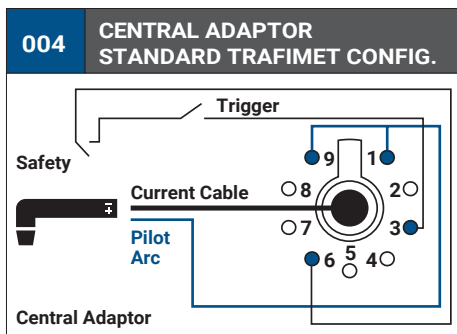 004
CENTRAL ADAPTOR
STANDARD TRAFIMET CONFIG.
Trigger
Safety
9
1
8
2
Current Cable
7
3
Pilot
Arc
6
5
4
Central Adaptor